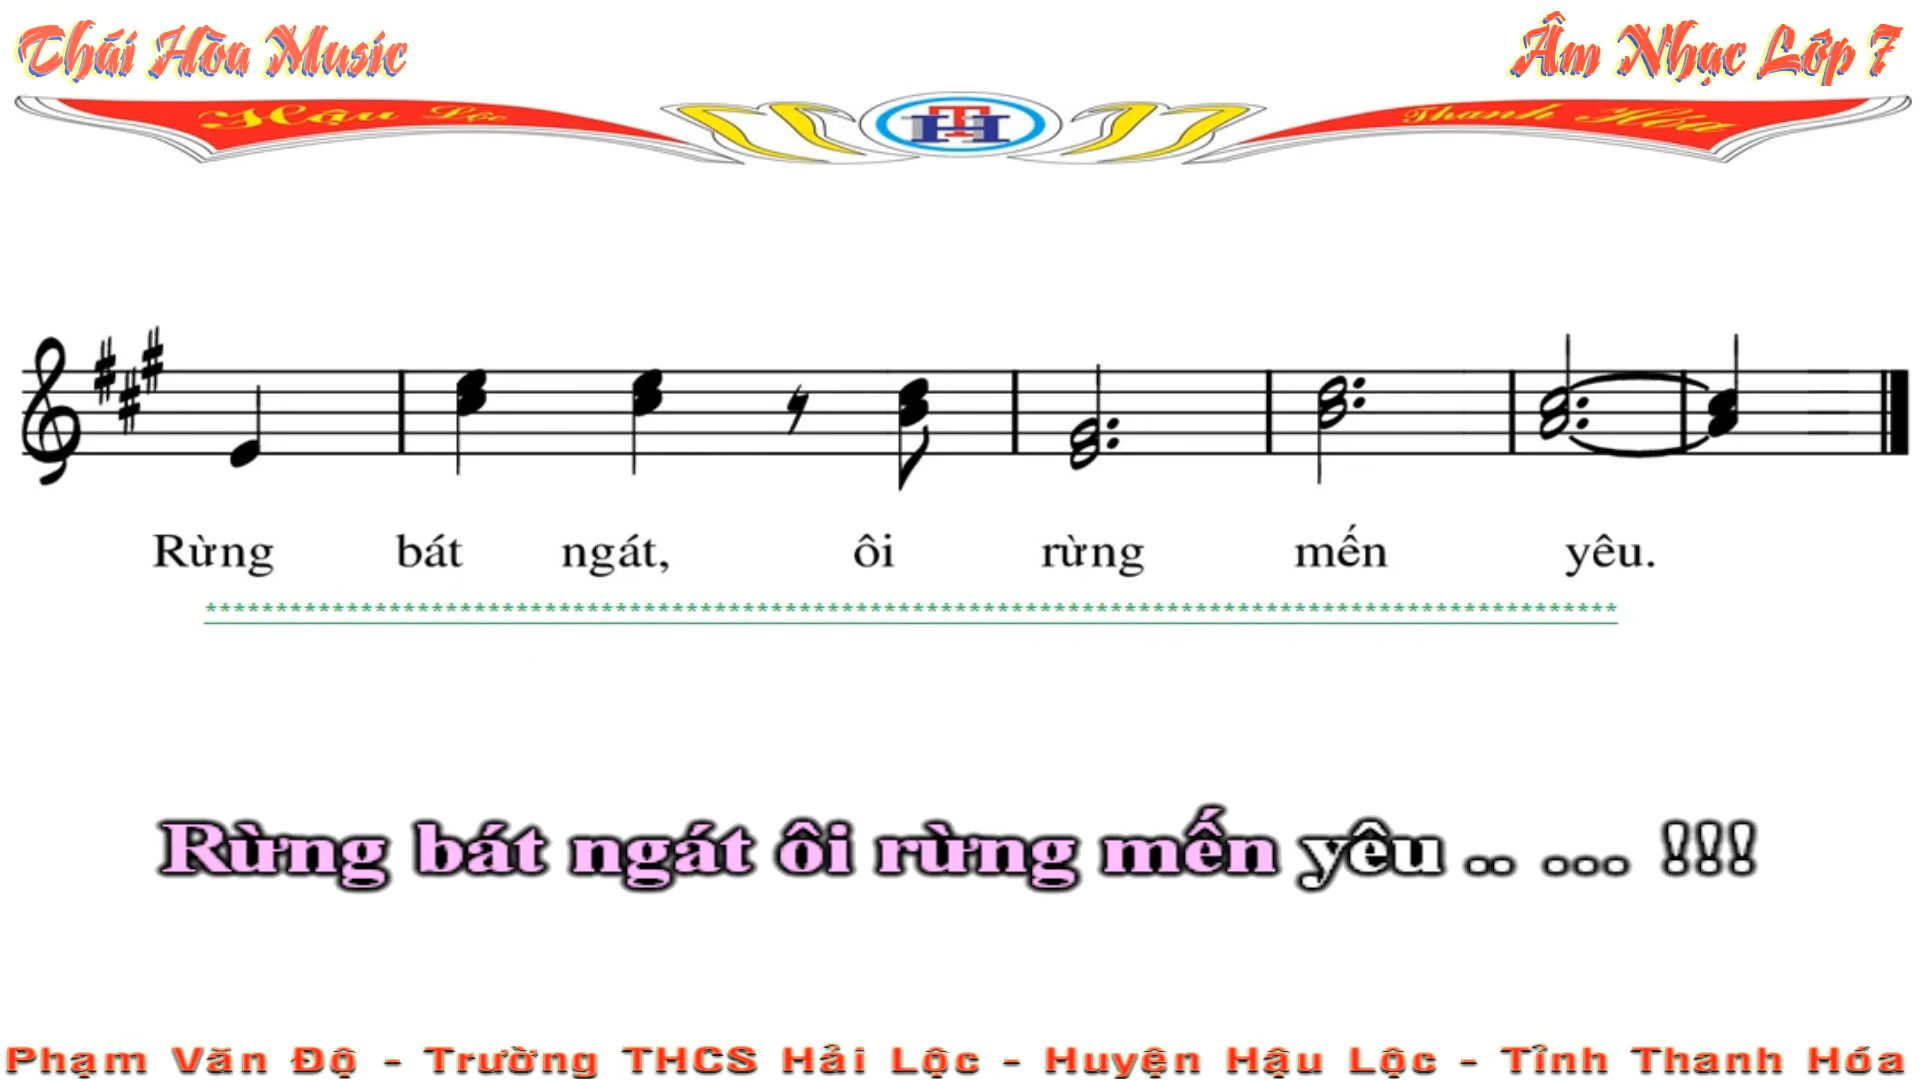 Thái Hòa Music
Âm Nhạc Lớp 7
Hậu Lộc
TH
Thanh Hóa
Rừng bát ngát, ôi rừng mến yêu.
****************************************************************************************************
Rừng bát ngát ôi rừng mến yêu .. ... !!!
Phạm Văn Độ - Trường THCS Hải Lộc - Huyện Hậu Lộc - Tỉnh Thanh Hóa